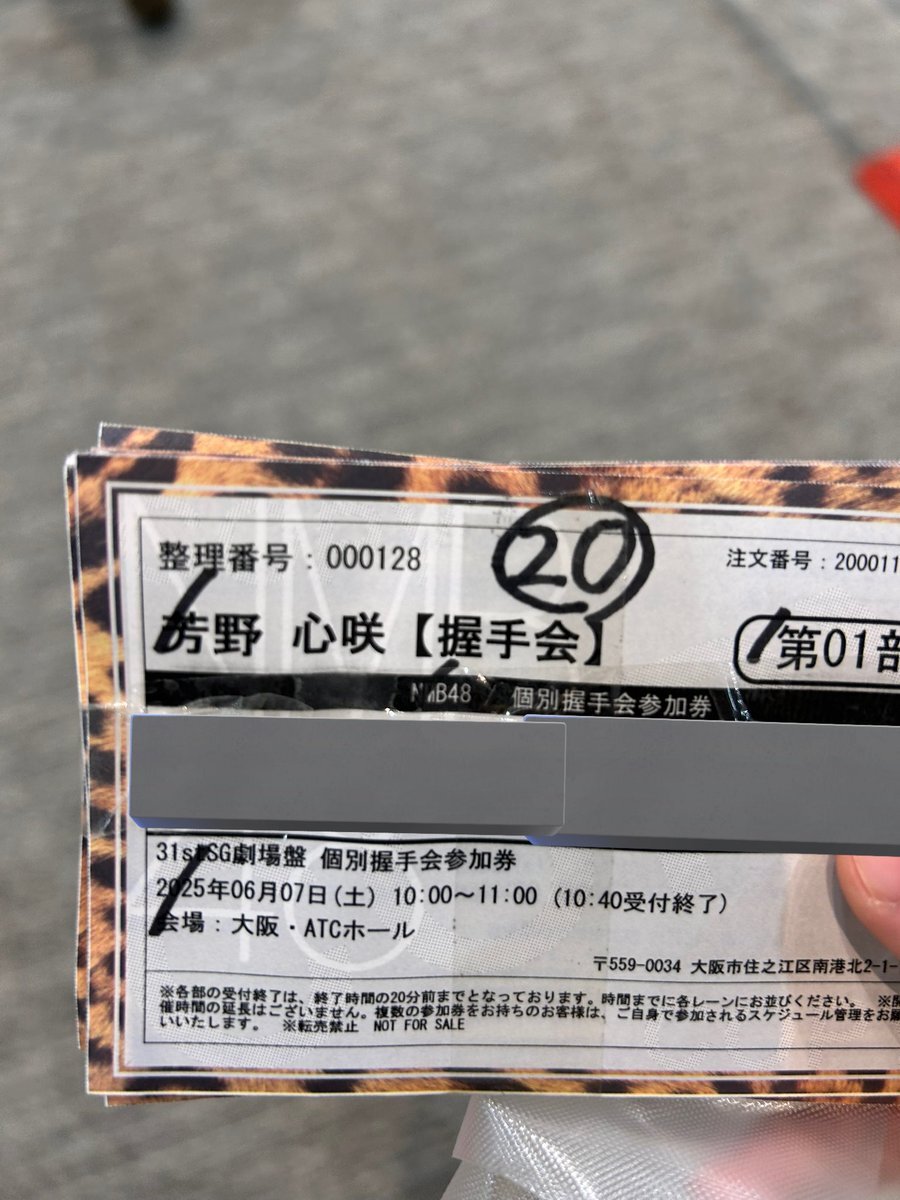 整理番号：000128
⑳
注文番号：200011
芳野 心咲【握手会】
第01部
NMB48 個別握手会参加券
31stSG劇場盤 個別握手会参加券
2025年06月07日(土) 10:00～11:00 (10:40受付終了)
会場：大阪・ATCホール
〒559-0034 大阪市住之江区南港北2-1-
※各部の受付終了は、終了時間の20分前までとなっております。時間までに各レーンにお並びください。 ※開
催時間の延長はございません。複数の参加券をお持ちのお客様は、ご自身で参加されるスケジュール管理をお願
いいたします。 ※転売禁止 NOT FOR SALE